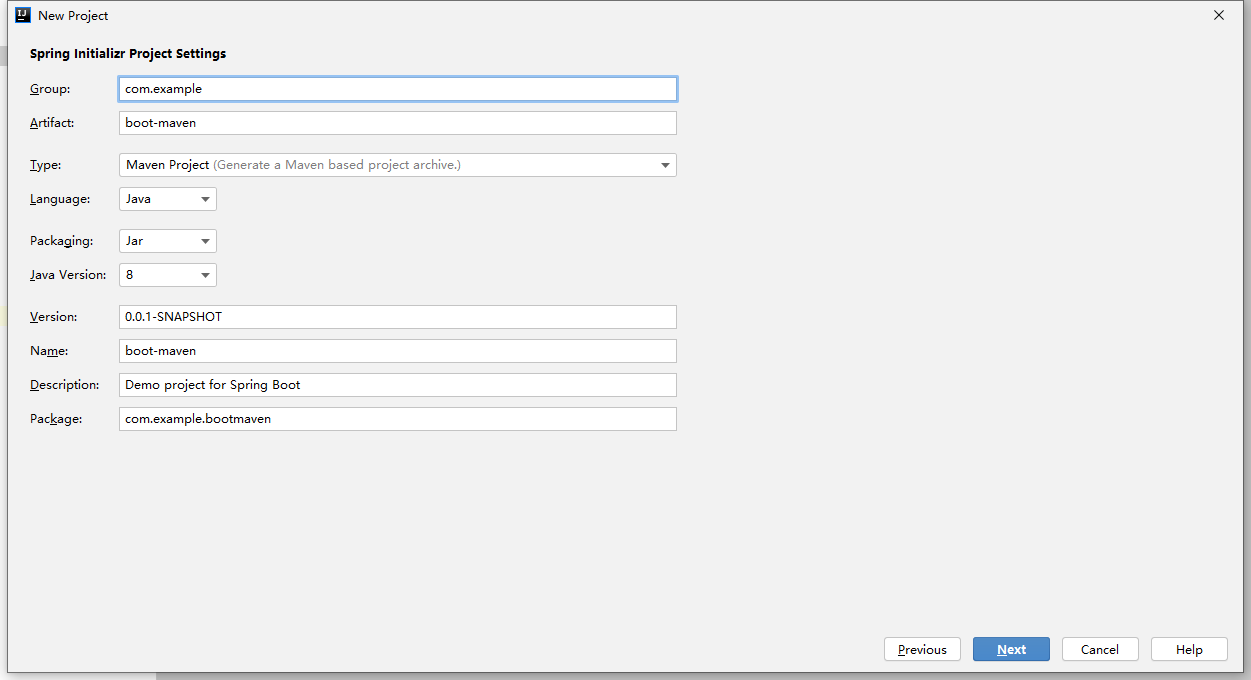 New Project
Spring Initializr Project Settings
Group: com.example
Artifact: boot-maven
Type: Maven Project (Generate a Maven based project archive.)
Language: Java
Packaging: Jar
Java Version: 8
Version: 0.0.1-SNAPSHOT
Name: boot-maven
Description: Demo project for Spring Boot
Package: com.example.bootmaven
Previous Next Cancel Help